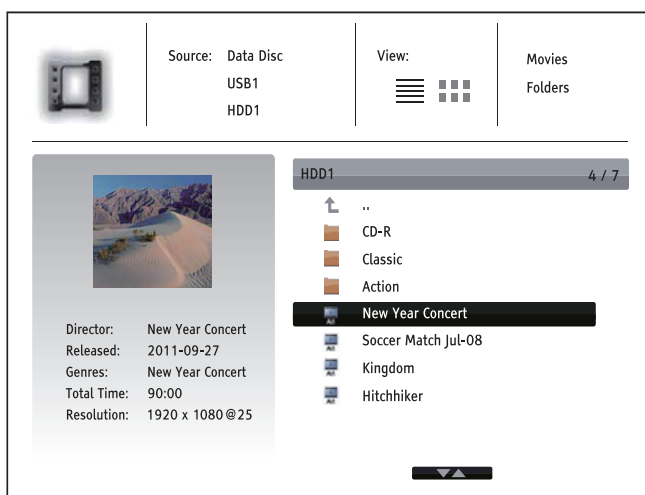 Source: Data Disc
USB1
HDD1
View:
Movies
Folders
HDD1 4 / 7
..
CD-R
Classic
Action
New Year Concert
Soccer Match Jul-08
Kingdom
Hitchhiker
Director: New Year Concert
Released: 2011-09-27
Genres: New Year Concert
Total Time: 90:00
Resolution: 1920 x 1080@25